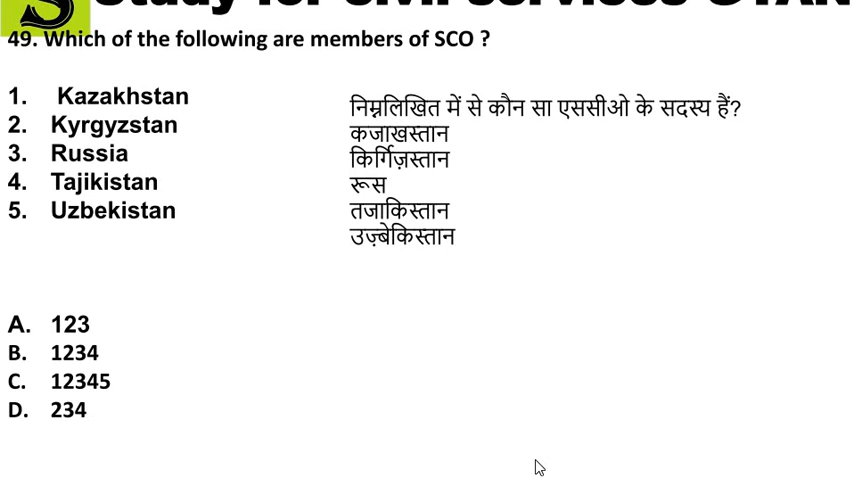 49. Which of the following are members of SCO ?
1. Kazakhstan
2. Kyrgyzstan
3. Russia
4. Tajikistan
5. Uzbekistan
निम्नलिखित में से कौन सा एससीओ के सदस्य हैं?
कजाखस्तान
किर्गिज़स्तान
रूस
तजाकिस्तान
उज़्बेकिस्तान
A. 123
B. 1234
C. 12345
D. 234